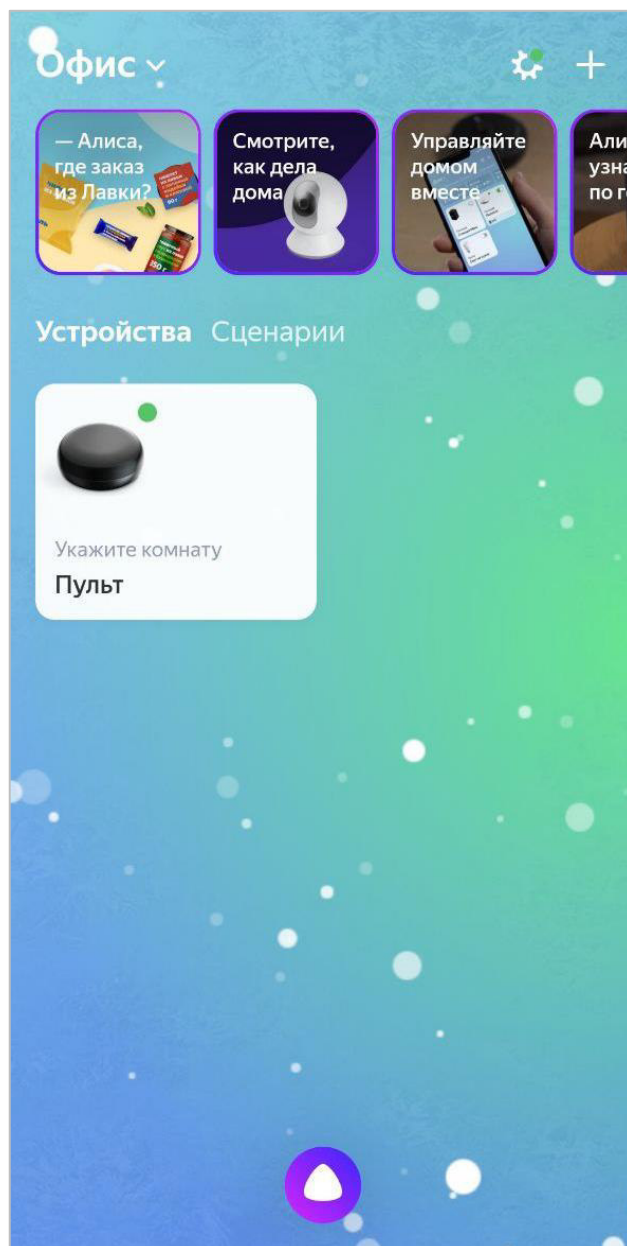 Офис
— Алиса,
где заказ
из Лавки?
Смотрите,
как дела
дома
Управляйте
домом
вместе
Али
узна
по го
Устройства Сценарии
Укажите комнату
Пульт